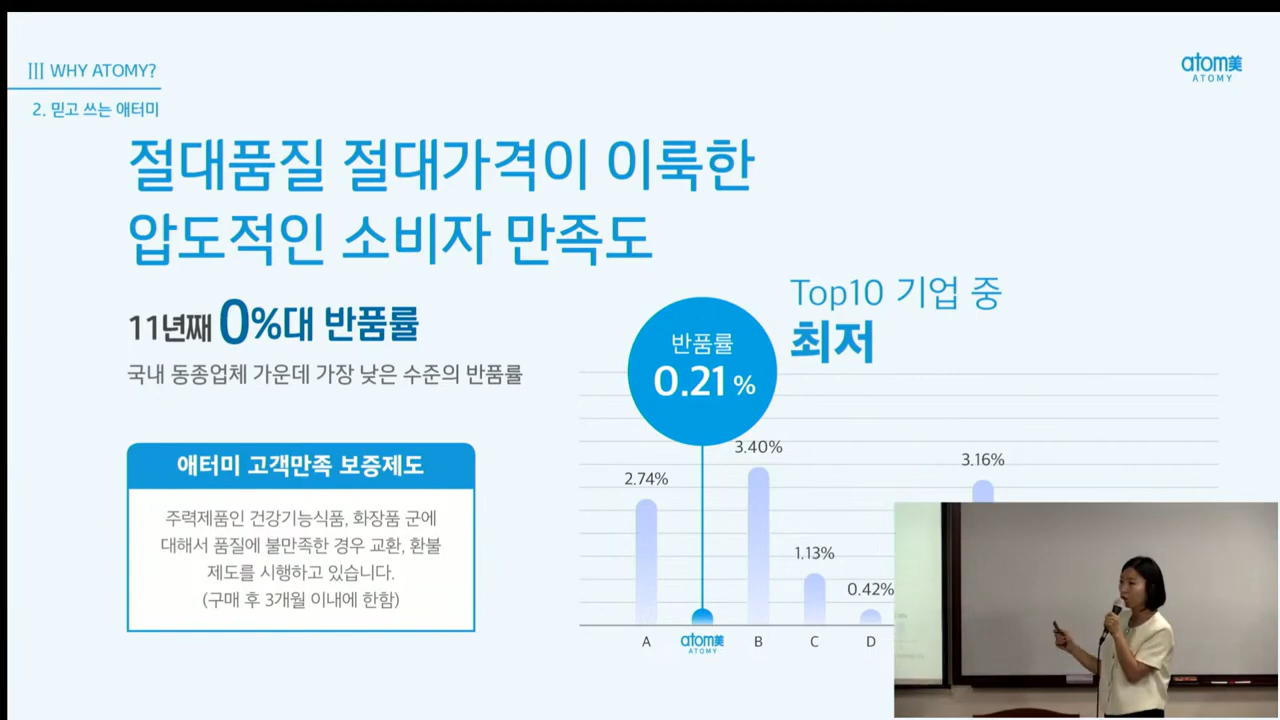 III WHY ATOMY?
2. 믿고 쓰는 애터미
atom美
ATOMY
절대품질 절대가격이 이룩한
압도적인 소비자 만족도
11년째 0%대 반품률
국내 동종업체 가운데 가장 낮은 수준의 반품률
애터미 고객만족 보증제도
주력제품인 건강기능식품, 화장품 군에
대해서 품질에 불만족한 경우 교환, 환불
제도를 시행하고 있습니다.
(구매 후 3개월 이내에 한함)
Top10 기업 중
최저
반품률
0.21%
2.74%
3.40%
1.13%
0.42%
3.16%
A
atom美
ATOMY
B
C
D